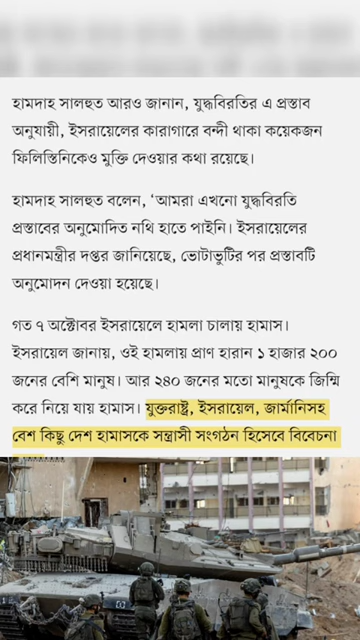 হামদাহ সালহুত আরও জানান, যুদ্ধবিরতির এ প্রস্তাব
অনুযায়ী, ইসরায়েলের কারাগারে বন্দী থাকা কয়েকজন
ফিলিস্তিনিকেও মুক্তি দেওয়ার কথা রয়েছে।
হামদাহ সালহুত বলেন, ‘আমরা এখনো যুদ্ধবিরতি
প্রস্তাবের অনুমোদিত নথি হাতে পাইনি। ইসরায়েলের
প্রধানমন্ত্রীর দপ্তর জানিয়েছে, ভোটাভুটির পর প্রস্তাবটি
অনুমোদন দেওয়া হয়েছে।
গত ৭ অক্টোবর ইসরায়েলে হামলা চালায় হামাস।
ইসরায়েল জানায়, ওই হামলায় প্রাণ হারান ১ হাজার ২০০
জনের বেশি মানুষ। আর ২৪০ জনের মতো মানুষকে জিম্মি
করে নিয়ে যায় হামাস। যুক্তরাষ্ট্র, ইসরায়েল, জার্মানিসহ
বেশ কিছু দেশ হামাসকে সন্ত্রাসী সংগঠন হিসেবে বিবেচনা